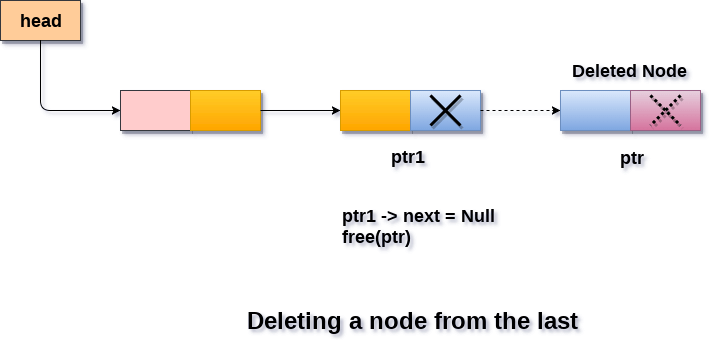 head
Deleted Node
ptr1
ptr
ptr1 -> next = Null
free(ptr)
Deleting a node from the last